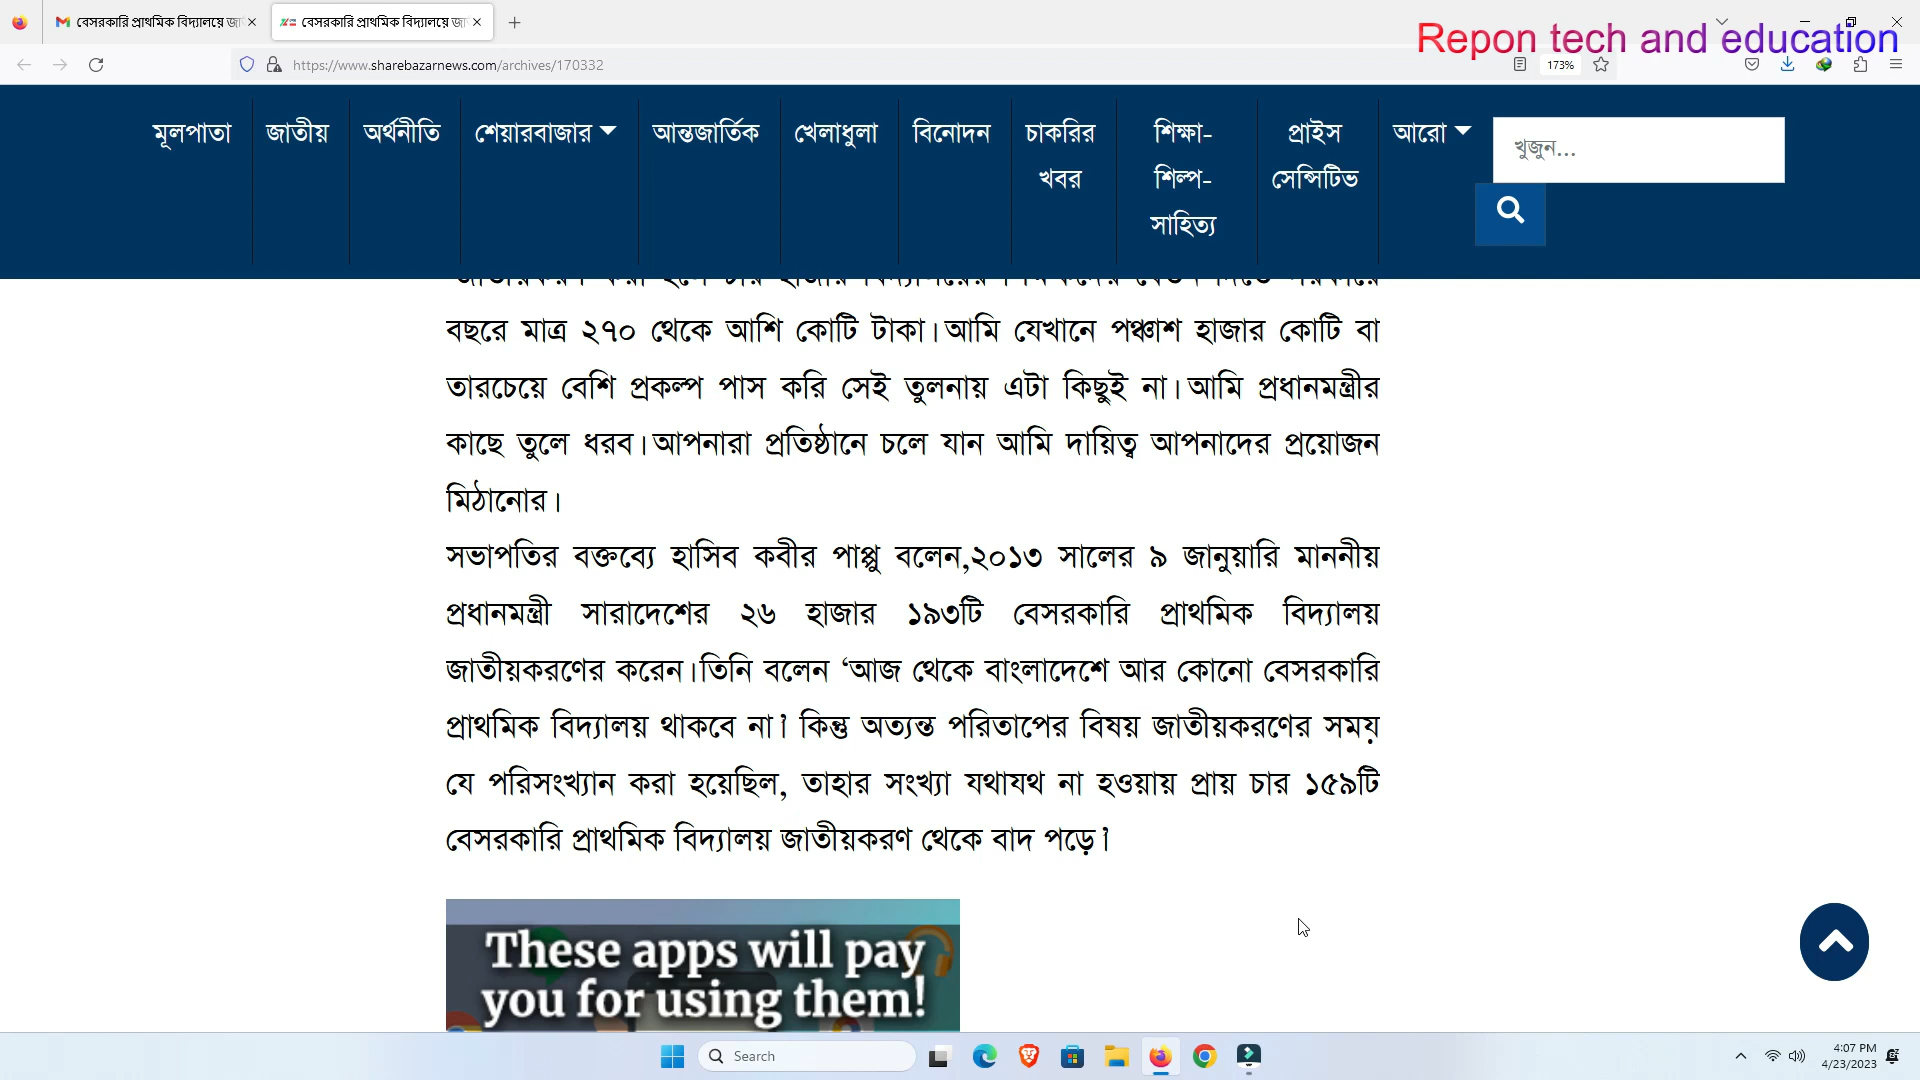 বেসরকারি প্রাথমিক বিদ্যালয়ে জা
বেসরকারি প্রাথমিক বিদ্যালয়ে জা
Repon tech and education
https://www.sharebazarnews.com/archives/170332
173%
মূলপাতা
জাতীয়
অর্থনীতি
শেয়ারবাজার
আন্তজার্তিক
খেলাধুলা
বিনোদন
চাকরির
খবর
শিক্ষা-
শিল্প-
সাহিত্য
প্রাইস
সেন্সিটিভ
আরো
খুজুন...
বছরে মাত্র ২৭০ থেকে আশি কোটি টাকা। আমি যেখানে পঞ্চাশ হাজার কোটি বা
তারচেয়ে বেশি প্রকল্প পাস করি সেই তুলনায় এটা কিছুই না। আমি প্রধানমন্ত্রীর
কাছে তুলে ধরব। আপনারা প্রতিষ্ঠানে চলে যান আমি দায়িত্ব আপনাদের প্রয়োজন
মিঠানোর।
সভাপতির বক্তব্যে হাসিব কবীর পাপ্পু বলেন,২০১৩ সালের ৯ জানুয়ারি মাননীয়
প্রধানমন্ত্রী সারাদেশের ২৬ হাজার ১৯৩টি বেসরকারি প্রাথমিক বিদ্যালয়
জাতীয়করণের করেন। তিনি বলেন ‘আজ থেকে বাংলাদেশে আর কোনো বেসরকারি
প্রাথমিক বিদ্যালয় থাকবে না।’ কিন্তু অত্যন্ত পরিতাপের বিষয় জাতীয়করণের সময়
যে পরিসংখ্যান করা হয়েছিল, তাহার সংখ্যা যথাযথ না হওয়ায় প্রায় চার ১৫৯টি
বেসরকারি প্রাথমিক বিদ্যালয় জাতীয়করণ থেকে বাদ পড়ে।’
These apps will pay
you for using them!
Search
4:07 PM
4/23/2023